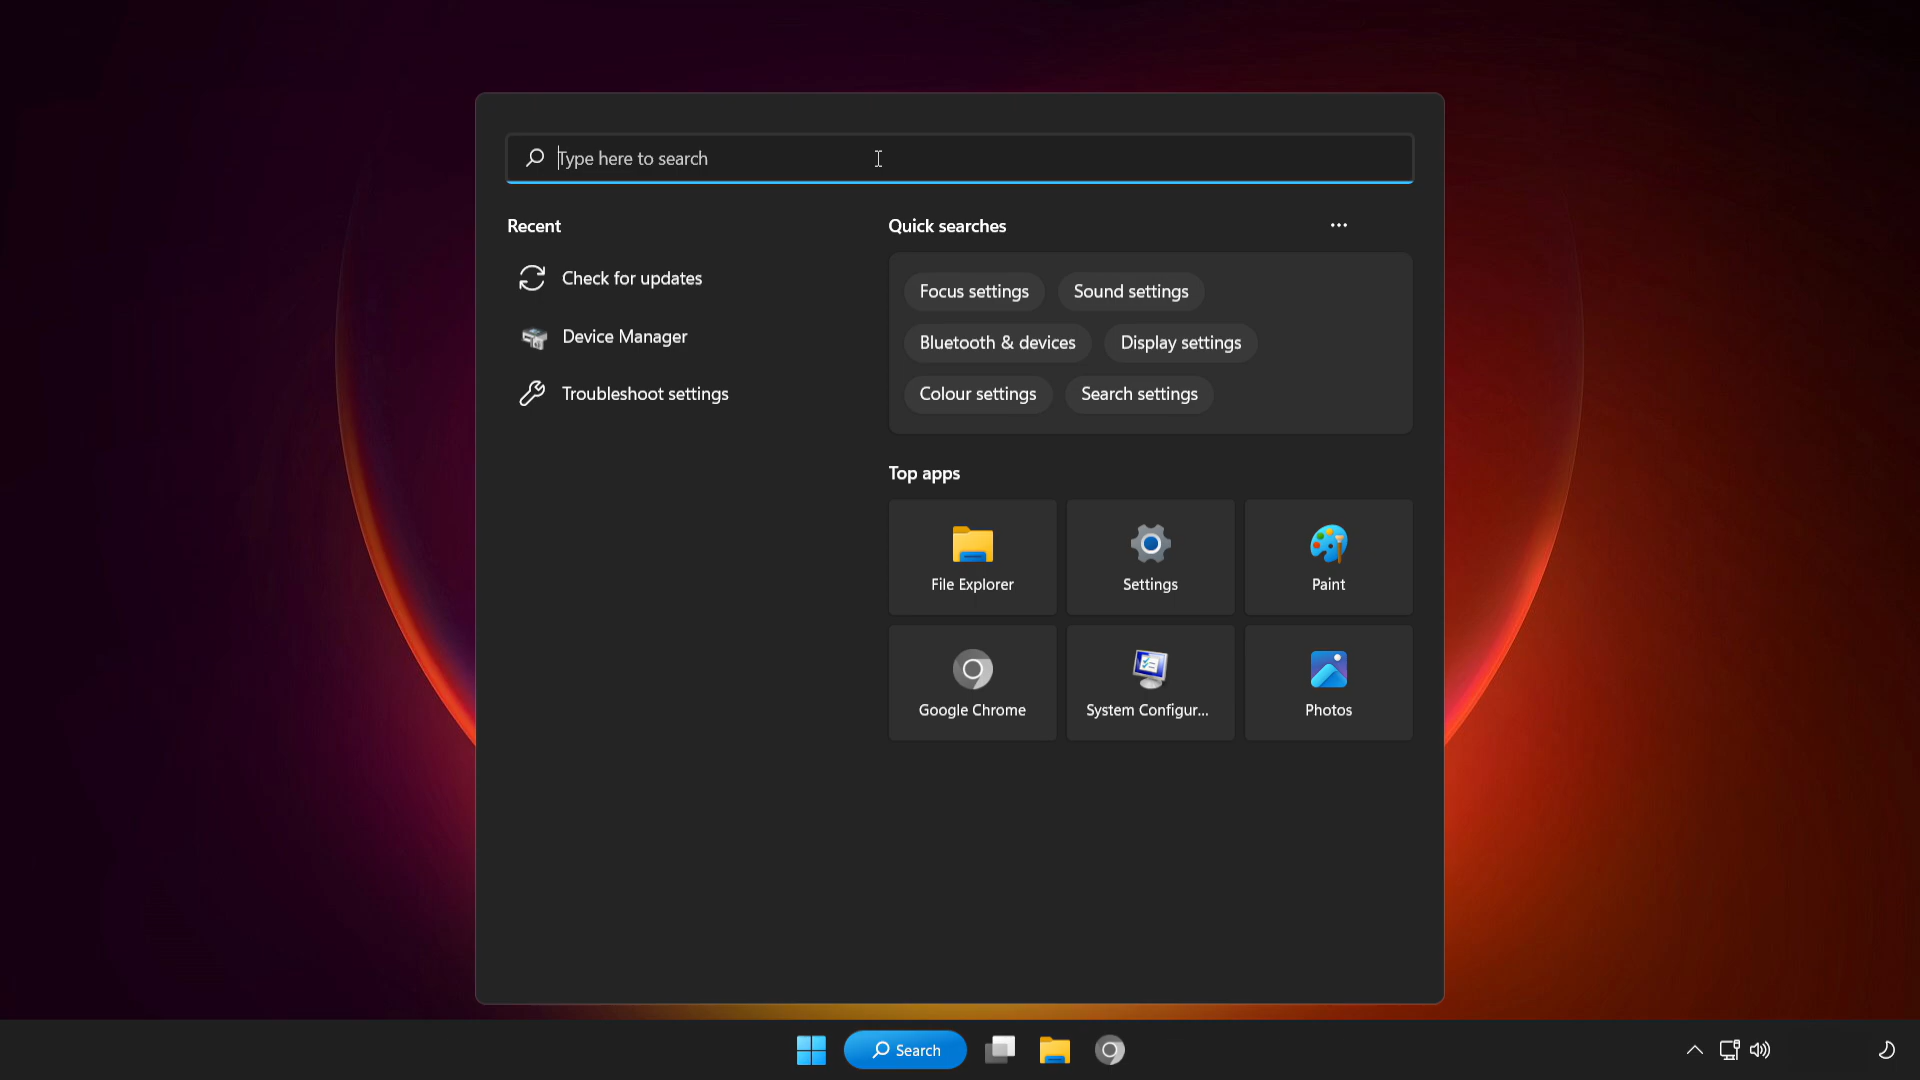 Type here to search
Recent
Check for updates
Device Manager
Troubleshoot settings
Quick searches
Focus settings
Sound settings
Bluetooth & devices
Display settings
Colour settings
Search settings
Top apps
File Explorer
Settings
Paint
Google Chrome
System Configur...
Photos
Search